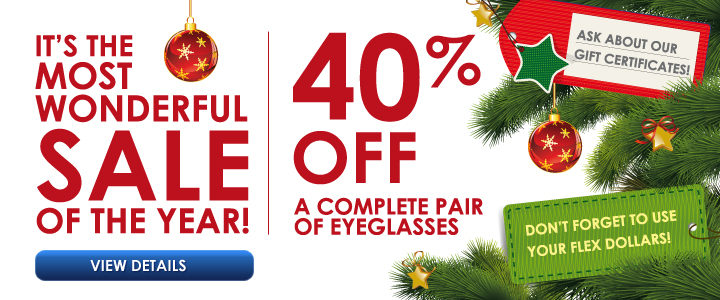 IT'S THE
MOST
WONDERFUL
SALE
OF THE YEAR!
VIEW DETAILS
40%
OFF
A COMPLETE PAIR
OF EYEGLASSES
ASK ABOUT OUR
GIFT CERTIFICATES!
DON'T FORGET TO USE
YOUR FLEX DOLLARS!